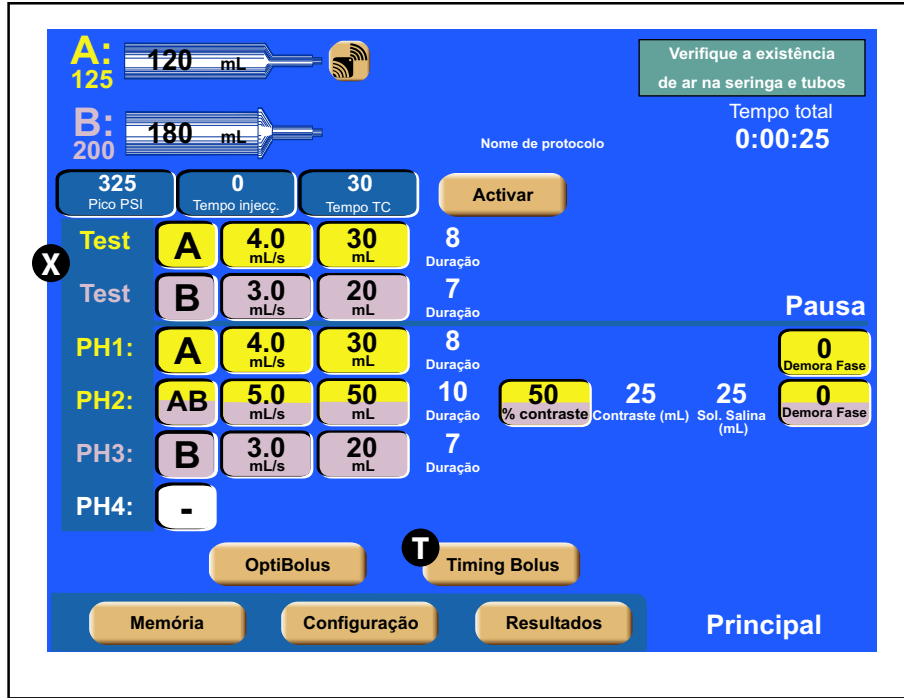 A:
125
120 mL
Verifique a existência
de ar na seringa e tubos
B:
200
180 mL
Nome de protocolo
Tempo total
0:00:25
325
Pico PSI
0
Tempo injecç.
30
Tempo TC
Activar
X
Test
A
4.0
mL/s
30
mL
8
Duração
Test
B
3.0
mL/s
20
mL
7
Duração
Pausa
PH1:
A
4.0
mL/s
30
mL
8
Duração
0
Demora Fase
PH2:
AB
5.0
mL/s
50
mL
10
Duração
50
% contraste
25
Contraste (mL)
25
Sol. Salina
(mL)
0
Demora Fase
PH3:
B
3.0
mL/s
20
mL
7
Duração
PH4:
-
OptiBolus
T
Timing Bolus
Memória
Configuração
Resultados
Principal